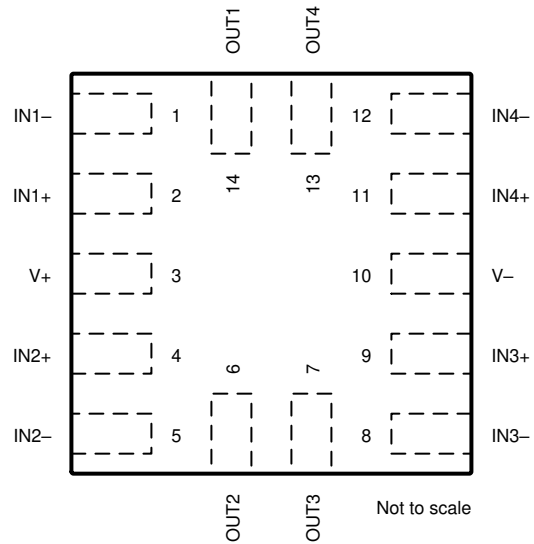 OUT1
OUT4
IN1–
1
12
IN4–
14
13
IN1+
2
11
IN4+
V+
3
10
V–
IN2+
4
6
7
9
IN3+
IN2–
5
8
IN3–
OUT2
OUT3
Not to scale